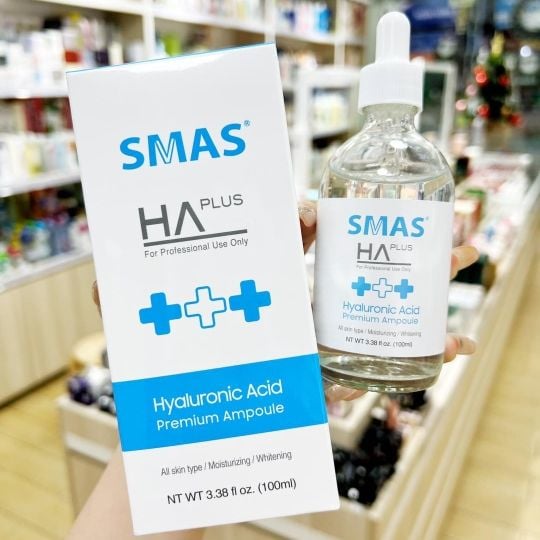 SMAS®
HA PLUS
For Professional Use Only
Hyaluronic Acid
Premium Ampoule
All skin type / Moisturizing / Whitening
NT WT 3.38 fl oz. (100ml)
SMAS®
HA PLUS
For Professional Use Only
Hyaluronic Acid
Premium Ampoule
All skin type / Moisturizing / Whitening
NT WT 3.38 fl oz. (100ml)